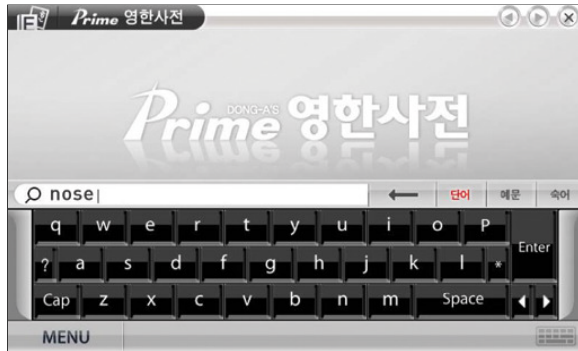 E Prime 영한사전
DONG-A'S
Prime 영한사전
nose
단어 예문 숙어
q w e r t y u i o P
Enter
? a s d f g h j k l *
Cap z x c v b n m Space
MENU